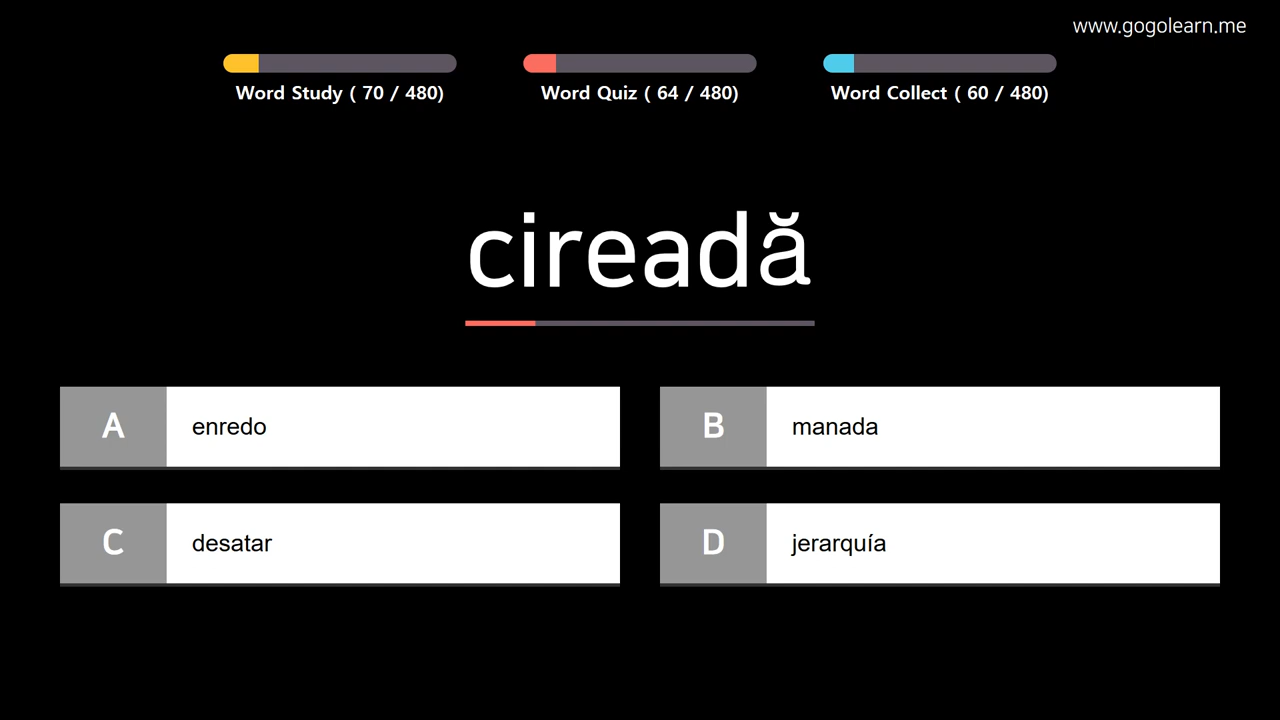 www.gogolearn.me
Word Study ( 70 / 480)
Word Quiz ( 64 / 480)
Word Collect ( 60 / 480)
cireadă
A enredo
B manada
C desatar
D jerarquía